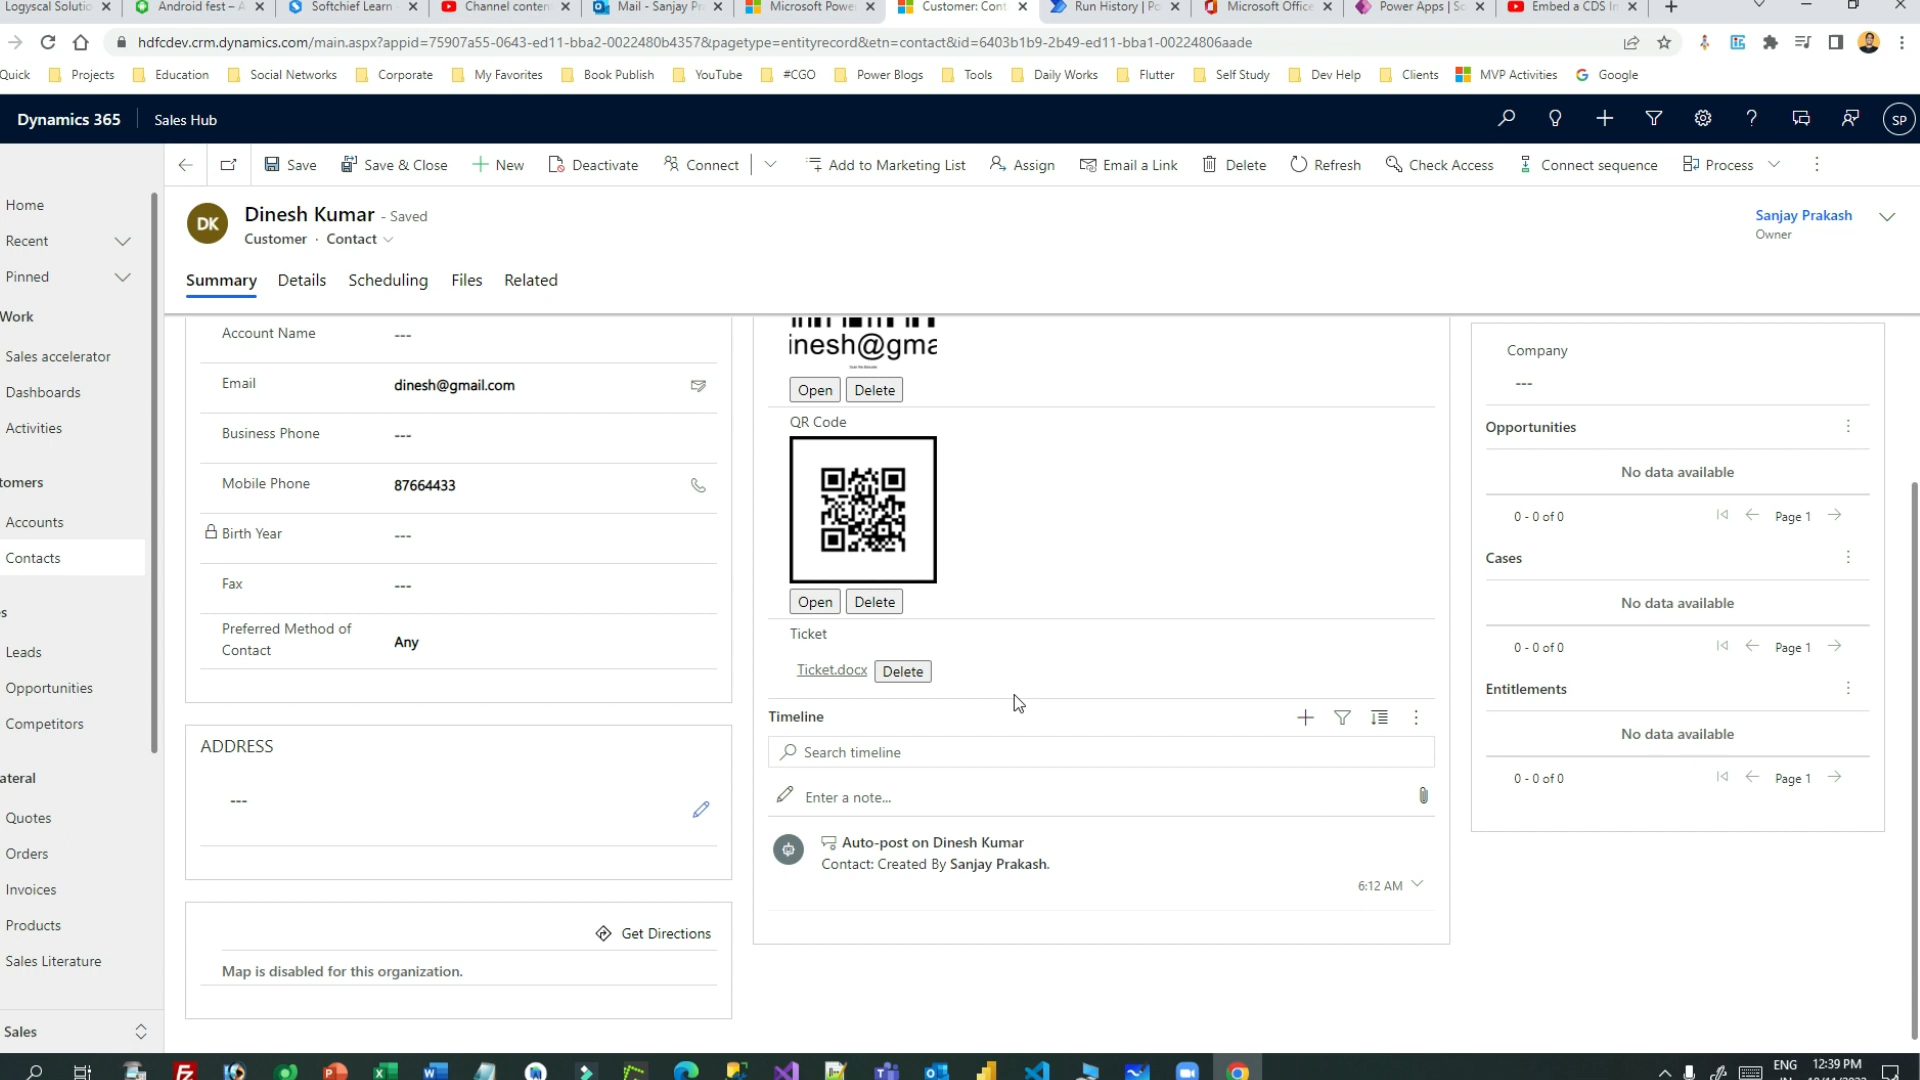 Logyscal Solutio
Android fest – A
Softchief Learn
Channel conten
Mail - Sanjay Pr
Microsoft Power
Customer: Cont
Run History | Po
Microsoft Office
Power Apps | Sc
Embed a CDS Im
hdfcdev.crm.dynamics.com/main.aspx?appid=75907a55-0643-ed11-bba2-0022480b4357&pagetype=entityrecord&etn=contact&id=6403b1b9-2b49-ed11-bba1-00224806aade
Quick Projects Education Social Networks Corporate My Favorites Book Publish YouTube #CGO Power Blogs Tools Daily Works Flutter Self Study Dev Help Clients MVP Activities Google
Dynamics 365 Sales Hub SP
Save Save & Close New Deactivate Connect Add to Marketing List Assign Email a Link Delete Refresh Check Access Connect sequence Process
Home
Recent
Pinned
Work
Sales accelerator
Dashboards
Activities
tomers
Accounts
Contacts
s
Leads
Opportunities
Competitors
ateral
Quotes
Orders
Invoices
Products
Sales Literature
Sales
DK
Dinesh Kumar - Saved
Customer · Contact
Sanjay Prakash
Owner
Summary Details Scheduling Files Related
Account Name ---
Email dinesh@gmail.com
Business Phone ---
Mobile Phone 87664433
Birth Year ---
Fax ---
Preferred Method of
Contact
Any
ADDRESS
---
Get Directions
Map is disabled for this organization.
inesh@gma
Open Delete
QR Code
Open Delete
Ticket
Ticket.docx Delete
Timeline
Search timeline
Enter a note...
Auto-post on Dinesh Kumar
Contact: Created By Sanjay Prakash.
6:12 AM
Company
---
Opportunities
No data available
0 - 0 of 0 Page 1
Cases
No data available
0 - 0 of 0 Page 1
Entitlements
No data available
0 - 0 of 0 Page 1
ENG
12:39 PM